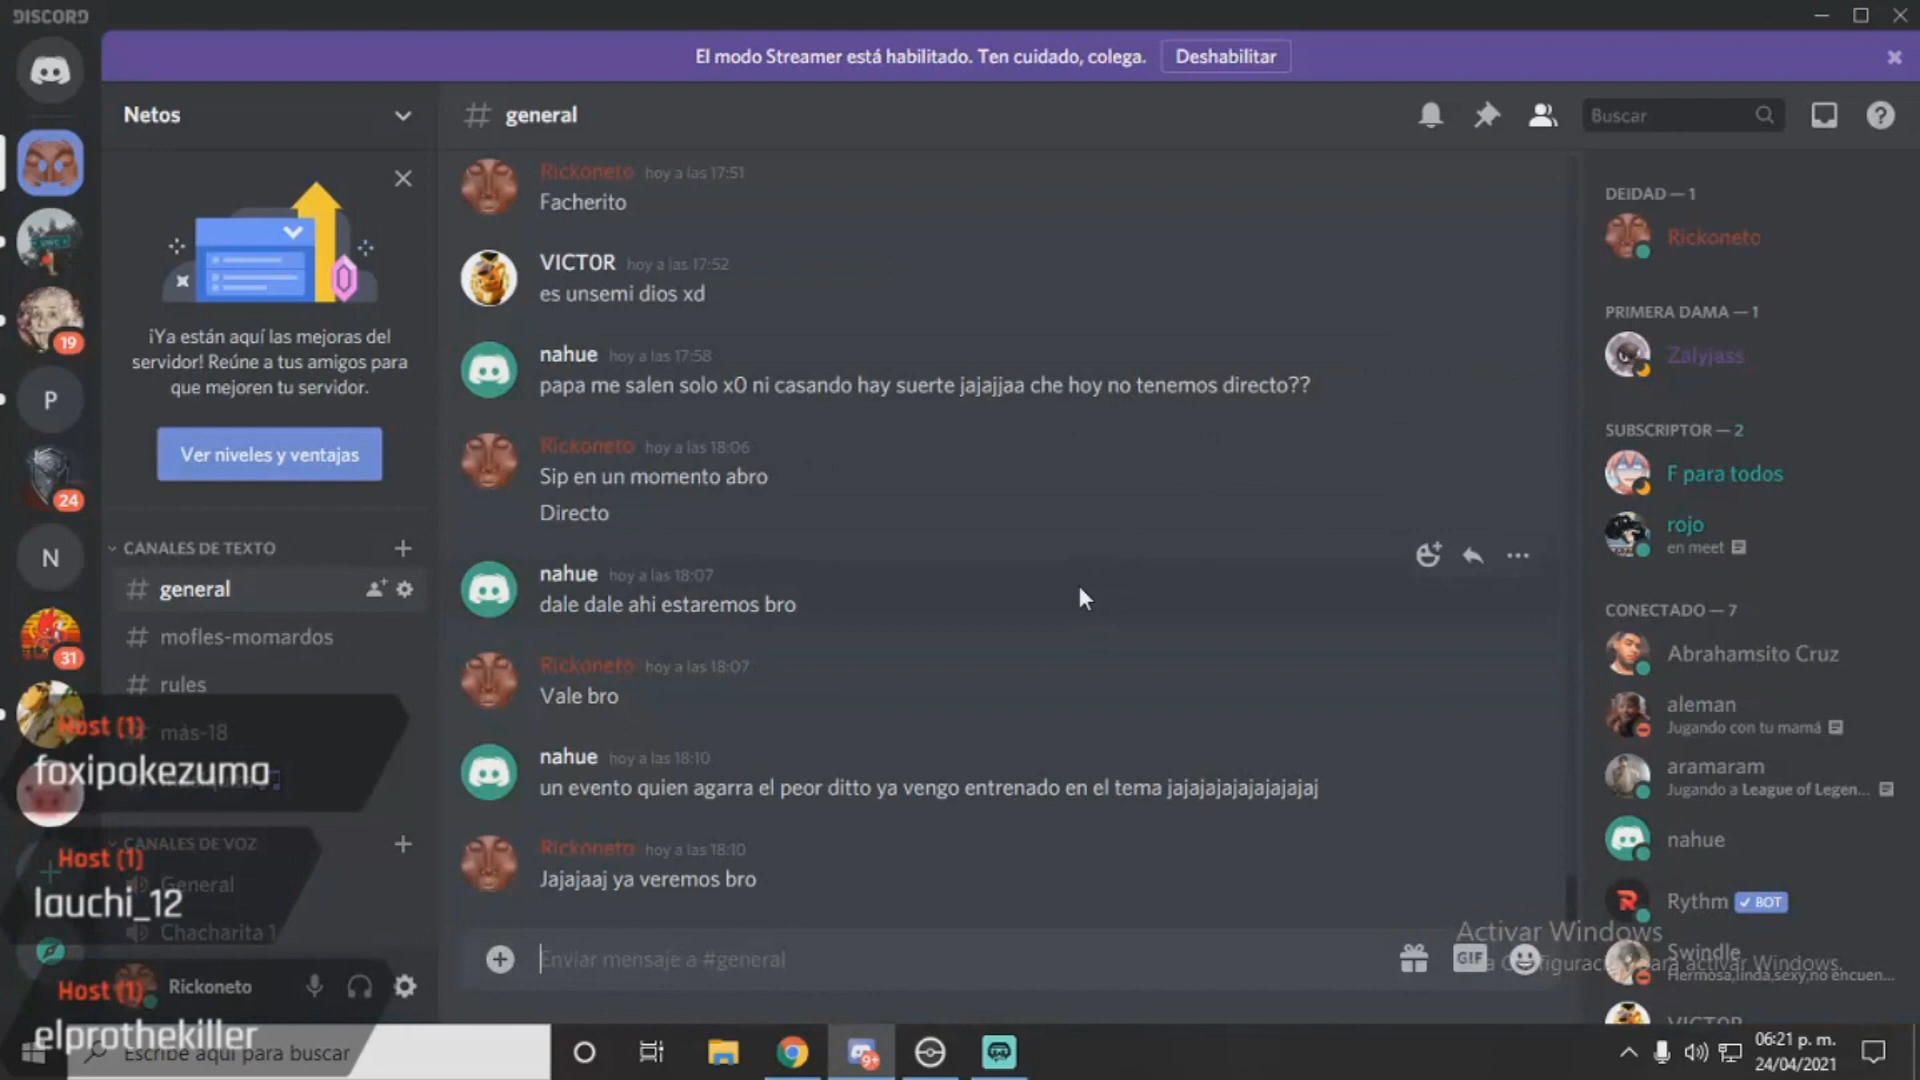 DISCORD
El modo Streamer está habilitado. Ten cuidado, colega.
Deshabilitar
Netos
general
Buscar
¡Ya están aquí las mejoras del
servidor! Reúne a tus amigos para
que mejoren tu servidor.
Ver niveles y ventajas
CANALES DE TEXTO
general
mofles-momardos
rules
más-18
CANALES DE VOZ
General
Chacharita 1
Rickoneto
19
P
24
N
31
Host (1)
foxipokezuma
Host (1)
lauchi_12
Host (1)
elprothekiller
Rickoneto hoy a las 17:51
Facherito
VICT0R hoy a las 17:52
es unsemi dios xd
nahue hoy a las 17:58
papa me salen solo x0 ni casando hay suerte jajajjaa che hoy no tenemos directo??
Rickoneto hoy a las 18:06
Sip en un momento abro
Directo
nahue hoy a las 18:07
dale dale ahi estaremos bro
Rickoneto hoy a las 18:07
Vale bro
nahue hoy a las 18:10
un evento quien agarra el peor ditto ya vengo entrenado en el tema jajajajajajajajaj
Rickoneto hoy a las 18:10
Jajajaaj ya veremos bro
Enviar mensaje a #general
GIF
DEIDAD — 1
Rickoneto
PRIMERA DAMA — 1
Zalyjass
SUBSCRIPTOR — 2
F para todos
rojo
en meet
CONECTADO — 7
Abrahamsito Cruz
aleman
Jugando con tu mamá
aramaram
Jugando a League of Legen...
nahue
Rythm BOT
Swindle
Hermosa,linda,sexy,no encuen...
VICT0R
Activar Windows
para activar Windows.
Escribe aquí para buscar
9+
06:21 p. m.
24/04/2021